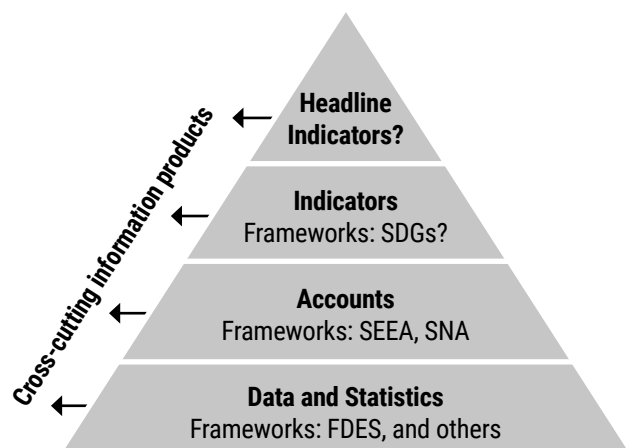 Headline
Indicators?
Cross-cutting information products
Indicators
Frameworks: SDGs?
Accounts
Frameworks: SEEA, SNA
Data and Statistics
Frameworks: FDES, and others